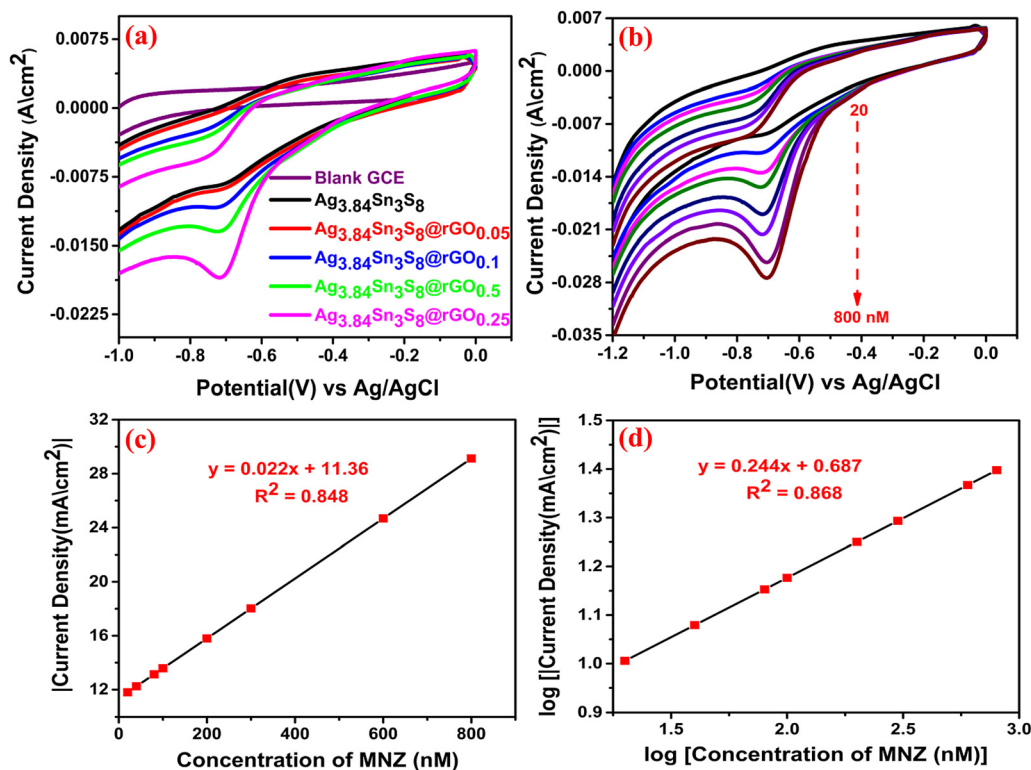 (a)
0.0075
0.0000
-0.0075
-0.0150
-0.0225
Current Density (A\cm²)
Blank GCE
Ag3.84Sn3S8
Ag3.84Sn3S8@rGO0.05
Ag3.84Sn3S8@rGO0.1
Ag3.84Sn3S8@rGO0.5
Ag3.84Sn3S8@rGO0.25
-1.0 -0.8 -0.6 -0.4 -0.2 0.0
Potential(V) vs Ag/AgCl
(b)
0.007
0.000
-0.007
-0.014
-0.021
-0.028
-0.035
Current Density (A\cm²)
20
800 nM
-1.2 -1.0 -0.8 -0.6 -0.4 -0.2 0.0
Potential(V) vs Ag/AgCl
(c)
32
28
24
20
16
12
|Current Density(mA\cm²)|
y = 0.022x + 11.36
R² = 0.848
0 200 400 600 800
Concentration of MNZ (nM)
(d)
1.5
1.4
1.3
1.2
1.1
1.0
0.9
log [|Current Density(mA\cm²)|]
y = 0.244x + 0.687
R² = 0.868
1.5 2.0 2.5 3.0
log [Concentration of MNZ (nM)]